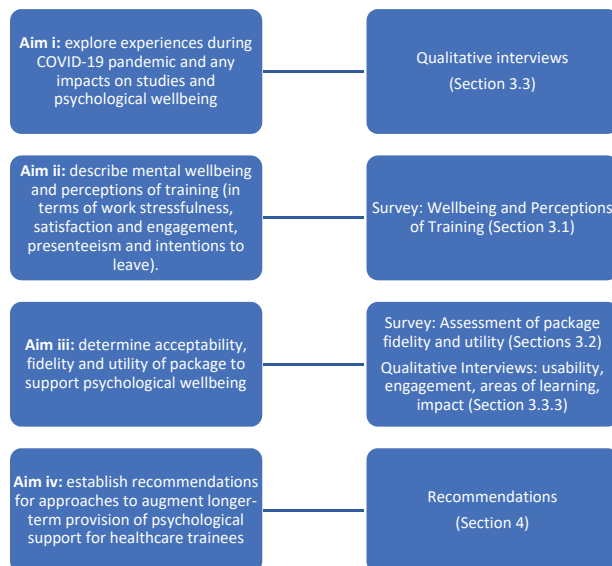 Aim i: explore experiences during
COVID-19 pandemic and any
impacts on studies and
psychological wellbeing
Qualitative interviews
(Section 3.3)
Aim ii: describe mental wellbeing
and perceptions of training (in
terms of work stressfulness,
satisfaction and engagement,
presenteeism and intentions to
leave).
Survey: Wellbeing and Perceptions
of Training (Section 3.1)
Aim iii: determine acceptability,
fidelity and utility of package to
support psychological wellbeing
Survey: Assessment of package
fidelity and utility (Sections 3.2)
Qualitative Interviews: usability,
engagement, areas of learning,
impact (Section 3.3.3)
Aim iv: establish recommendations
for approaches to augment longer-
term provision of psychological
support for healthcare trainees
Recommendations
(Section 4)